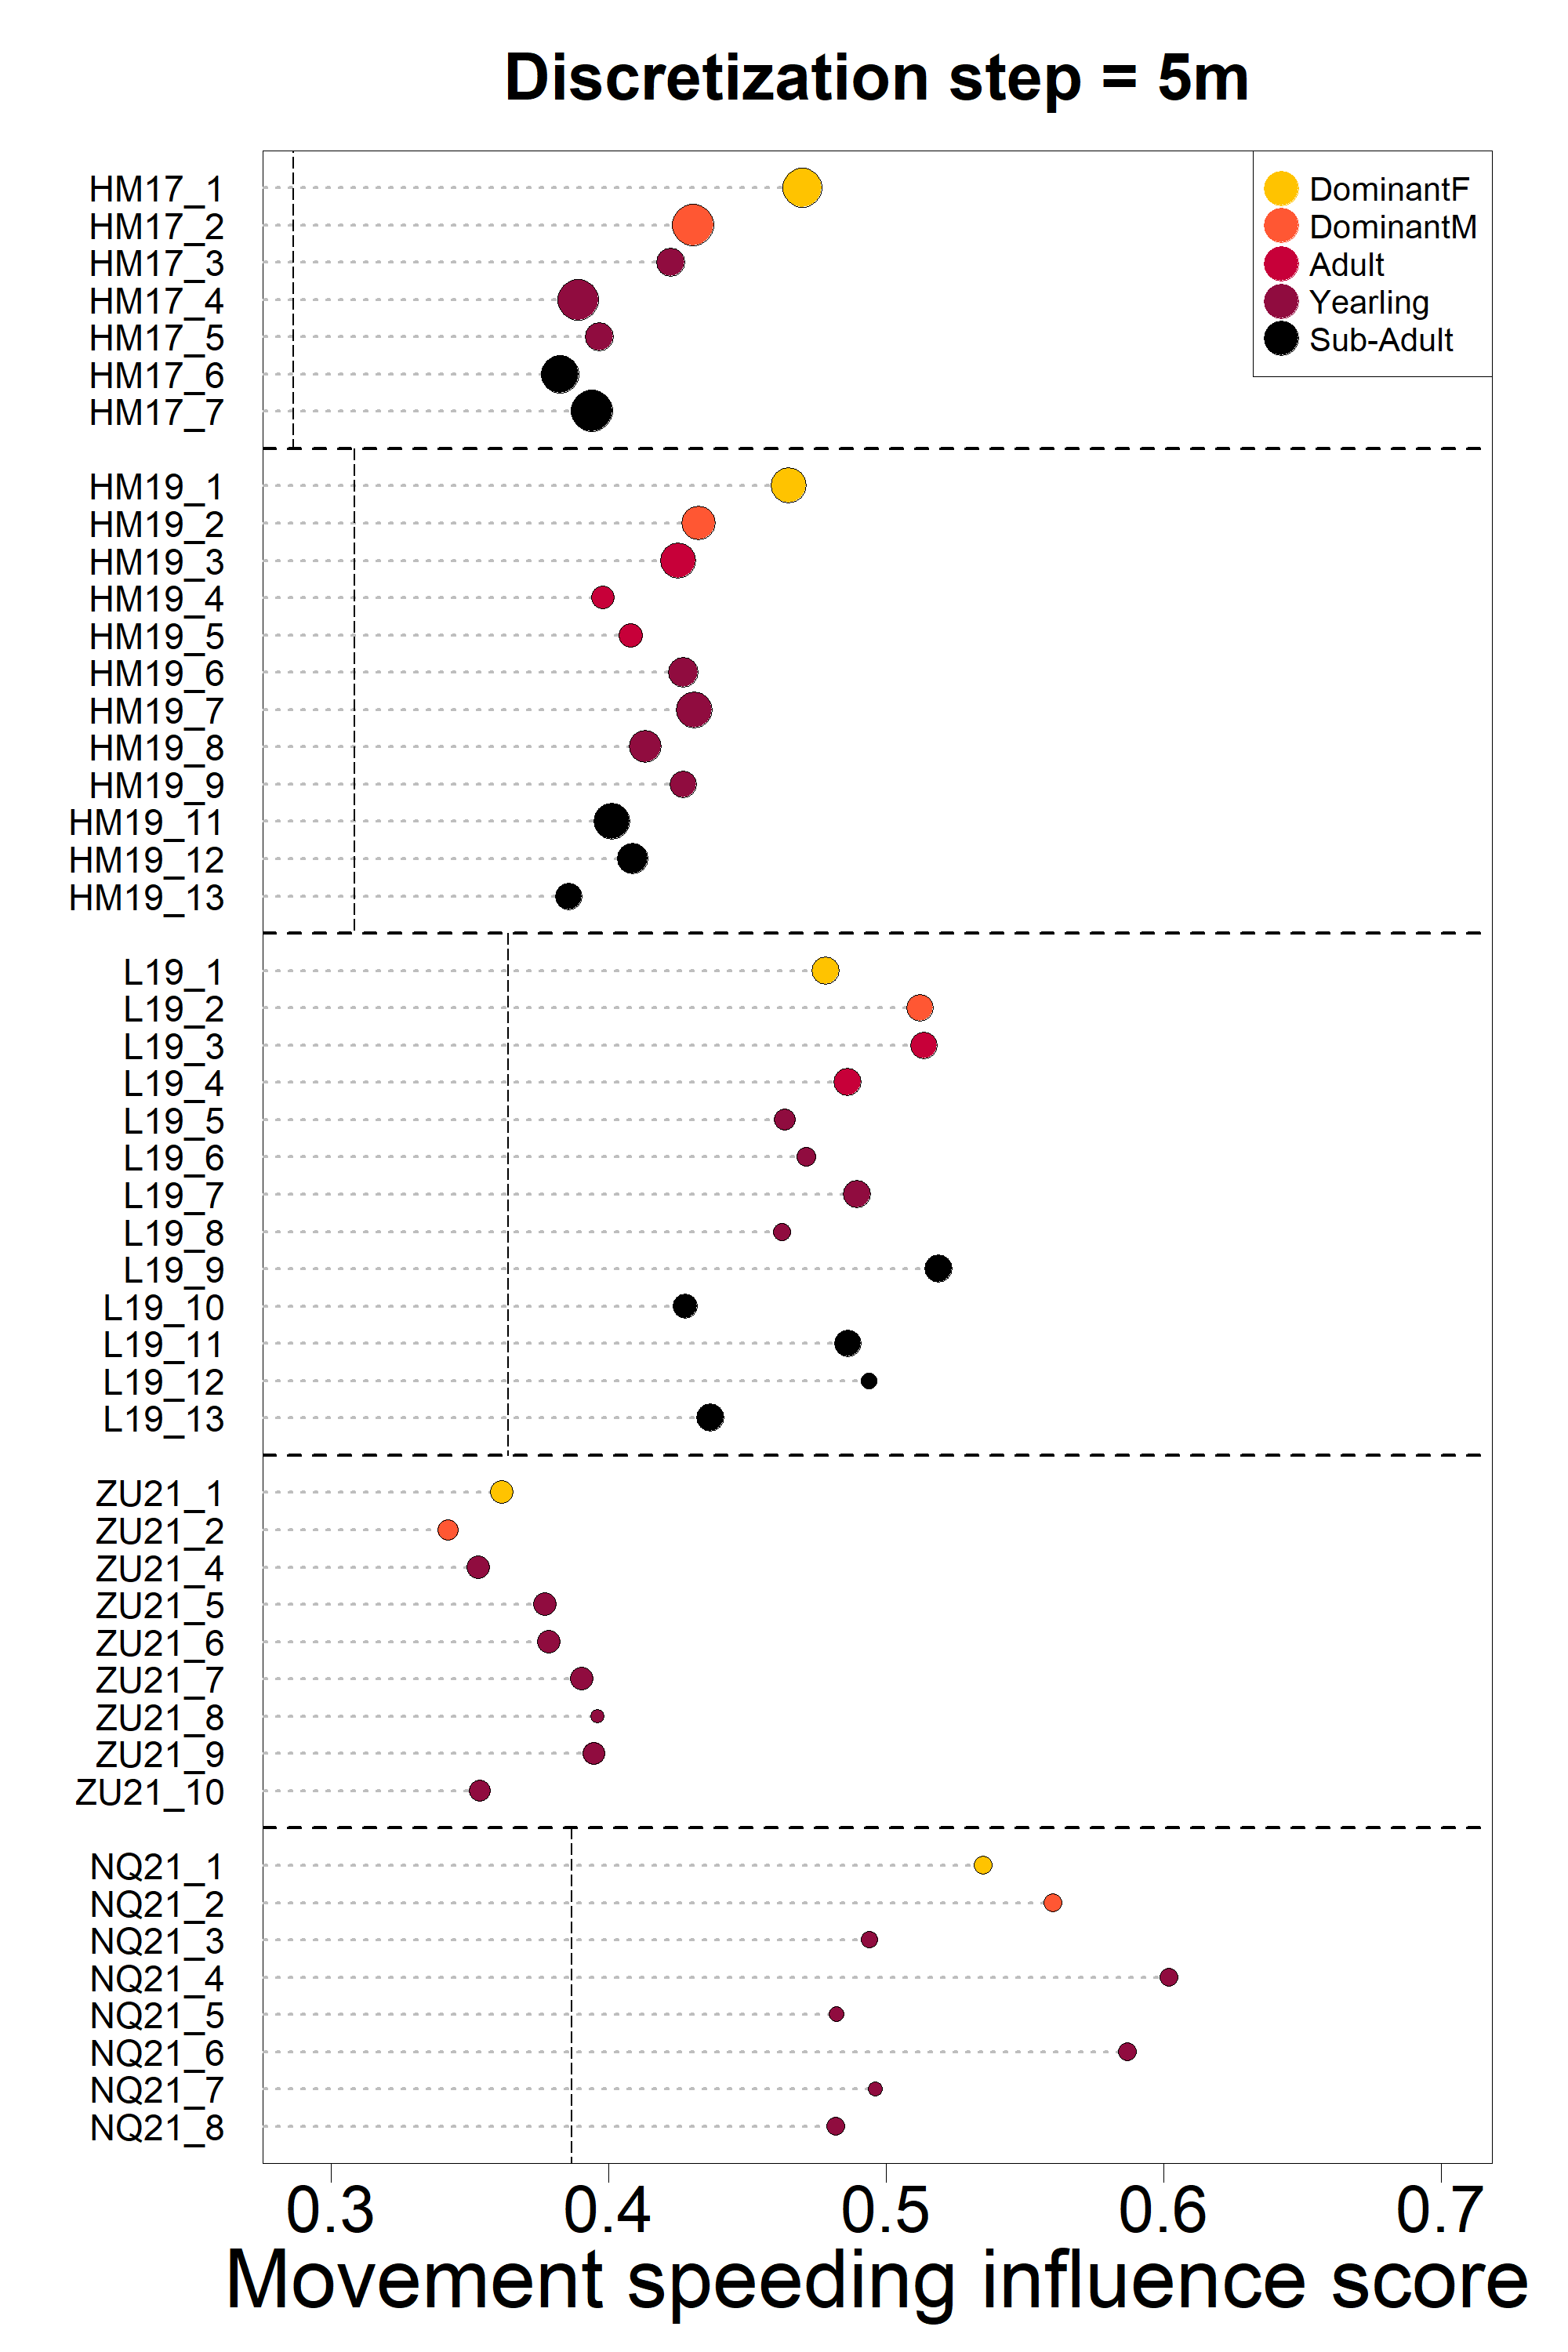 Discretization step = 5m
HM17_1
HM17_2
HM17_3
HM17_4
HM17_5
HM17_6
HM17_7
DominantF
DominantM
Adult
Yearling
Sub-Adult
HM19_1
HM19_2
HM19_3
HM19_4
HM19_5
HM19_6
HM19_7
HM19_8
HM19_9
HM19_11
HM19_12
HM19_13
L19_1
L19_2
L19_3
L19_4
L19_5
L19_6
L19_7
L19_8
L19_9
L19_10
L19_11
L19_12
L19_13
ZU21_1
ZU21_2
ZU21_4
ZU21_5
ZU21_6
ZU21_7
ZU21_8
ZU21_9
ZU21_10
NQ21_1
NQ21_2
NQ21_3
NQ21_4
NQ21_5
NQ21_6
NQ21_7
NQ21_8
0.3 0.4 0.5 0.6 0.7
Movement speeding influence score